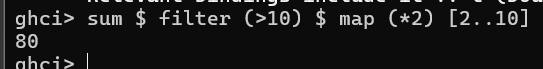 ghci> sum $ filter (>10) $ map (*2) [2..10]
80
ghci>